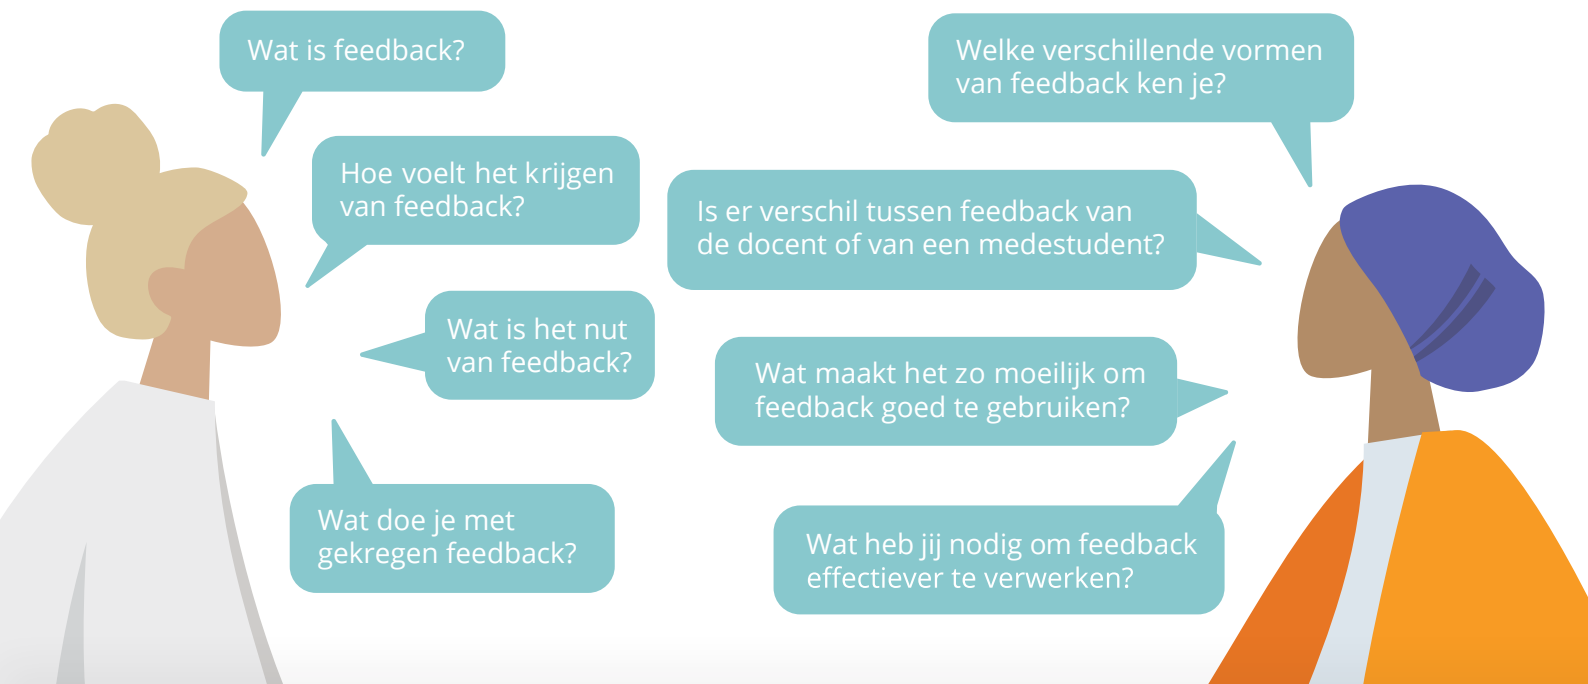 Wat is feedback?
Hoe voelt het krijgen
van feedback?
Wat is het nut
van feedback?
Wat doe je met
gekregen feedback?
Welke verschillende vormen
van feedback ken je?
Is er verschil tussen feedback van
de docent of van een medestudent?
Wat maakt het zo moeilijk om
feedback goed te gebruiken?
Wat heb jij nodig om feedback
effectiever te verwerken?